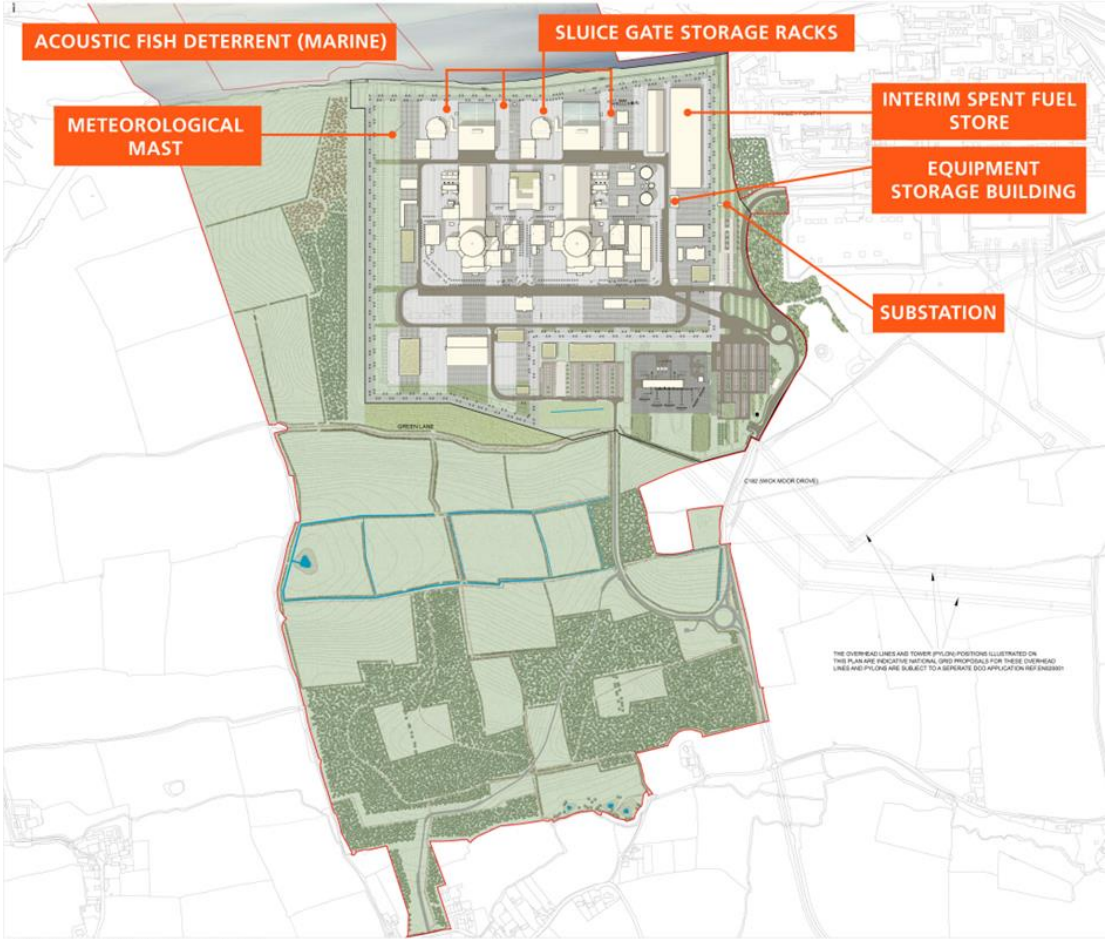 ACOUSTIC FISH DETERRENT (MARINE)
SLUICE GATE STORAGE RACKS
METEOROLOGICAL
MAST
INTERIM SPENT FUEL
STORE
EQUIPMENT
STORAGE BUILDING
SUBSTATION
GREEN LANE
C182 (WICK MOOR DROVE)
THE OVERHEAD LINES AND TOWER (PYLON) POSITIONS ILLUSTRATED ON
THIS PLAN ARE INDICATIVE NATIONAL GRID PROPOSALS FOR THESE OVERHEAD
LINES AND PYLONS ARE SUBJECT TO A SEPERATE DCO APPLICATION REF